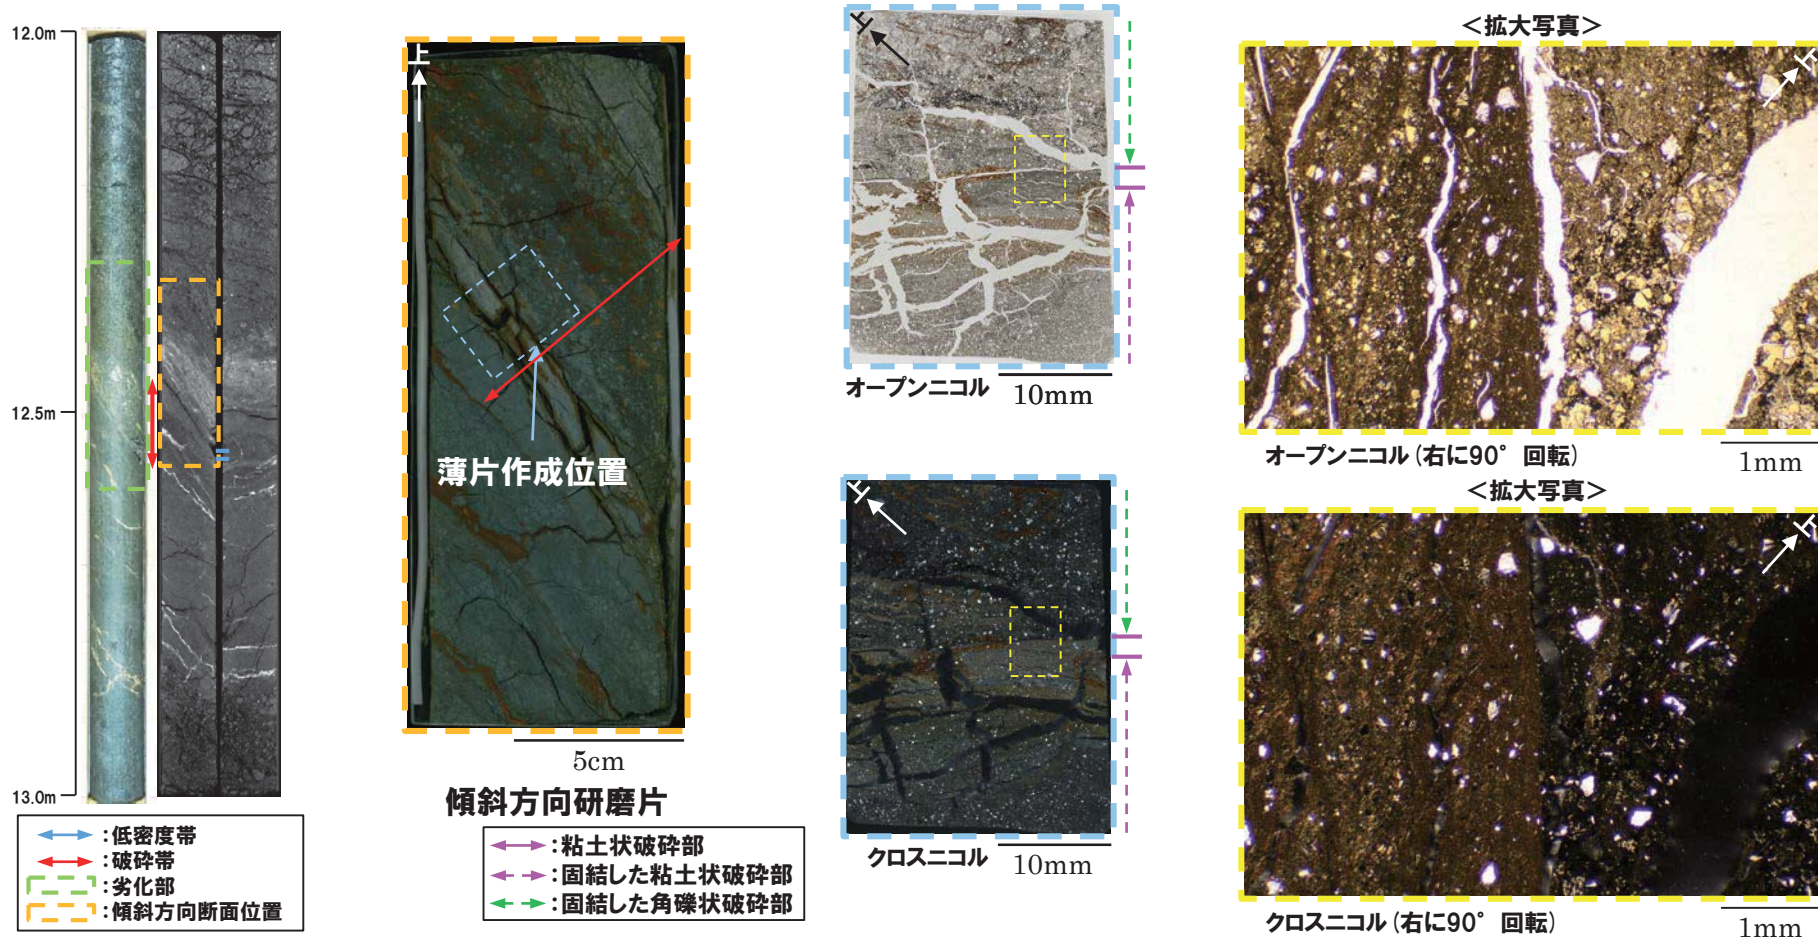 12.0m
12.5m
13.0m
:低密度帯
:破砕帯
:劣化部
:傾斜方向断面位置
上
薄片作成位置
5cm
傾斜方向研磨片
:粘土状破砕部
:固結した粘土状破砕部
:固結した角礫状破砕部
上
オープンニコル
10mm
上
クロスニコル
10mm
<拡大写真>
上
オープンニコル (右に90° 回転)
1mm
<拡大写真>
上
クロスニコル (右に90° 回転)
1mm